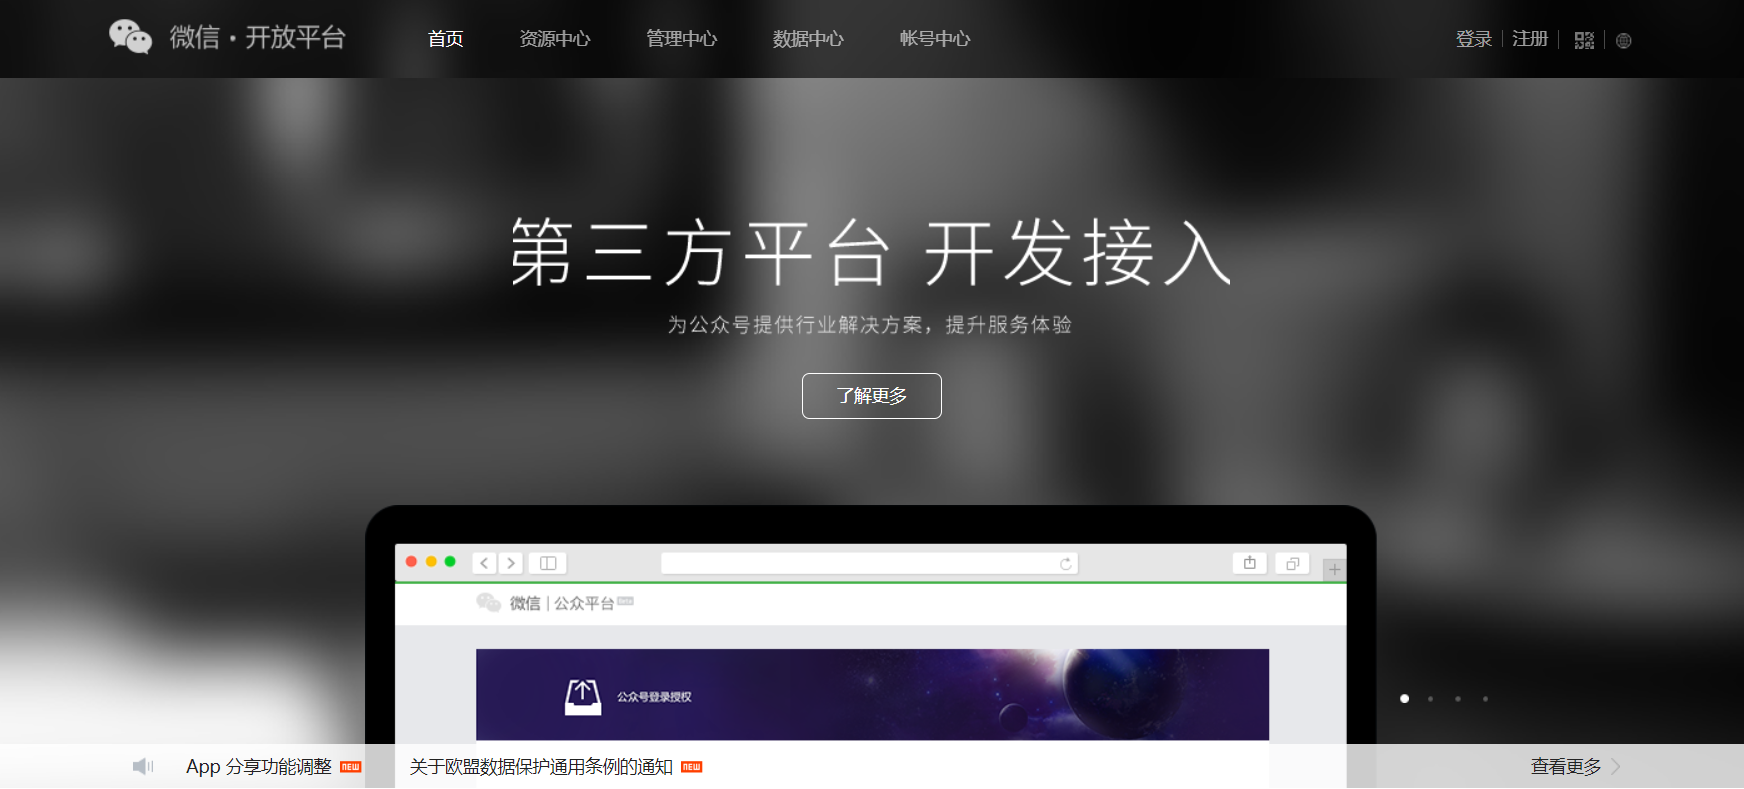 微信·开放平台 首页 资源中心 管理中心 数据中心 帐号中心 登录 注册
第三方平台 开发接入
为公众号提供行业解决方案，提升服务体验
了解更多
微信 | 公众平台 beta
公众号登录授权
App 分享功能调整 NEW 关于欧盟数据保护通用条例的通知 NEW 查看更多